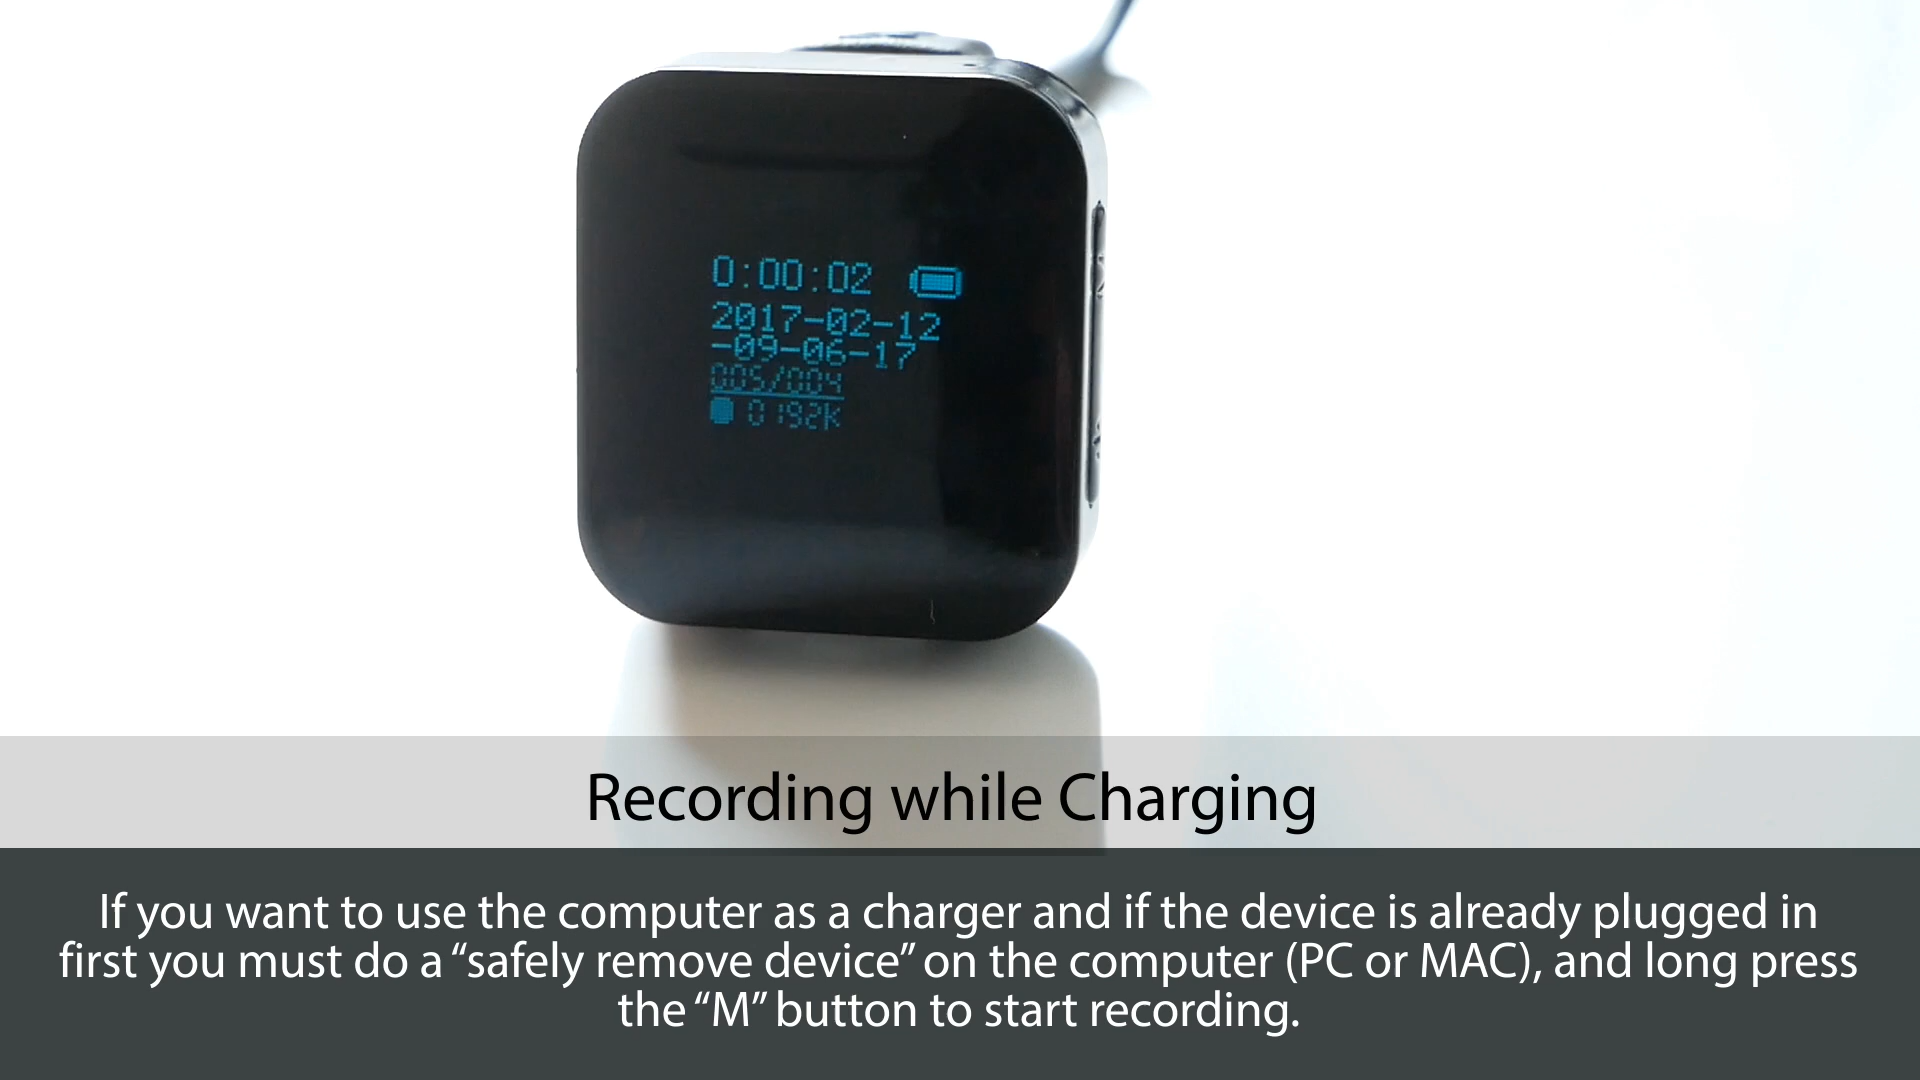 0:00:02
2017-02-12
-09-06-17
005/004
0192K
Recording while Charging
If you want to use the computer as a charger and if the device is already plugged in
first you must do a “safely remove device” on the computer (PC or MAC), and long press
the “M” button to start recording.